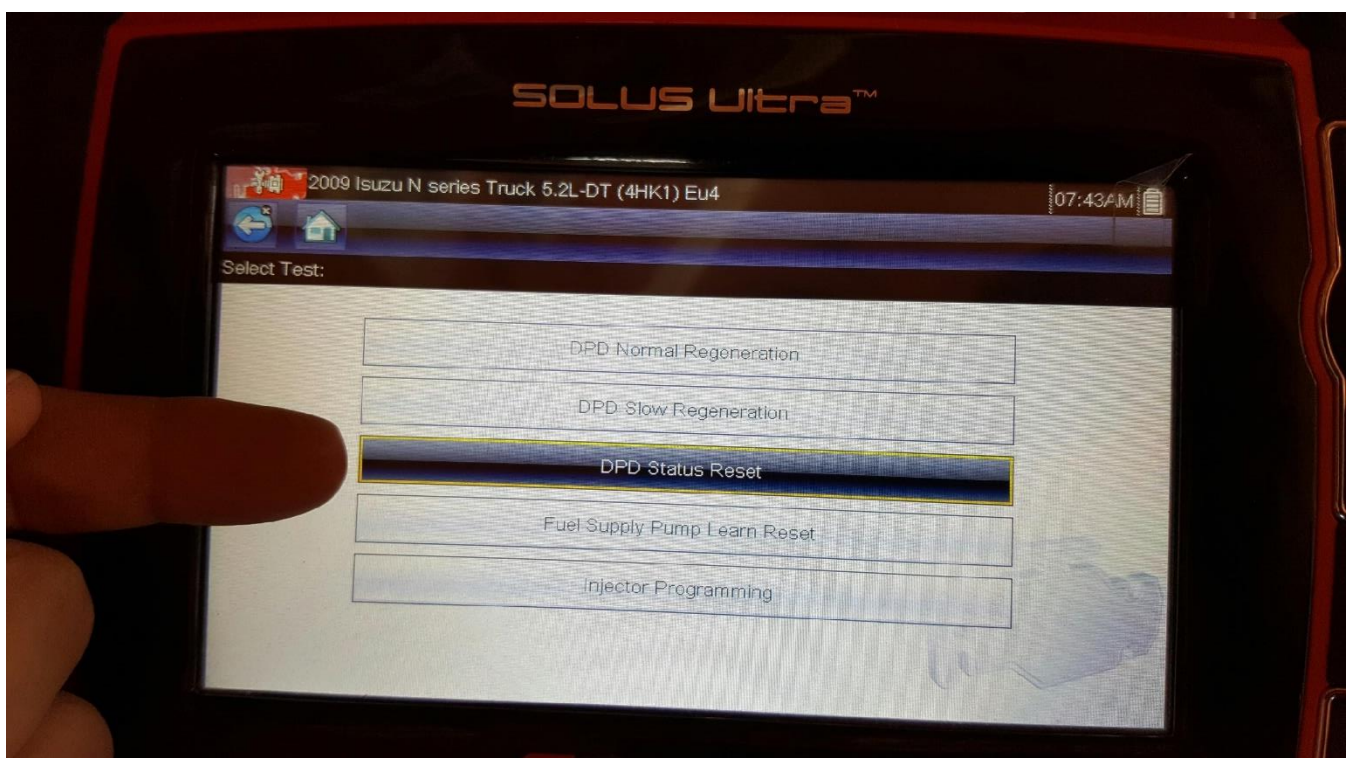 SOLUS Ultra™
2009 Isuzu N series Truck 5.2L-DT (4HK1) Eu4 07:43AM
Select Test:
DPD Normal Regeneration
DPD Slow Regeneration
DPD Status Reset
Fuel Supply Pump Learn Reset
Injector Programming